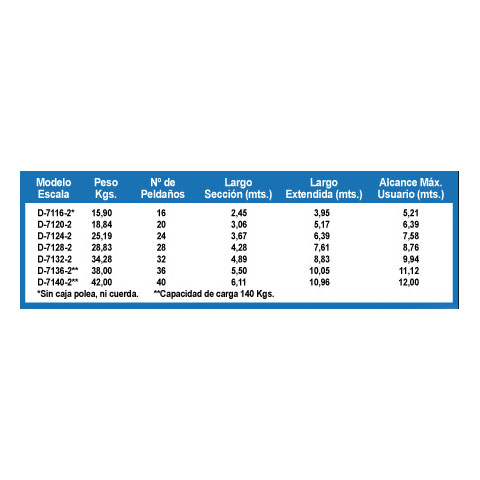 Modelo Escala Peso Kgs. Nº de Peldaños Largo Sección (mts.) Largo Extendida (mts.) Alcance Máx. Usuario (mts.)
D-7116-2* 15,90 16 2,45 3,95 5,21
D-7120-2 18,84 20 3,06 5,17 6,39
D-7124-2 25,19 24 3,67 6,39 7,58
D-7128-2 28,83 28 4,28 7,61 8,76
D-7132-2 34,28 32 4,89 8,83 9,94
D-7136-2** 38,00 36 5,50 10,05 11,12
D-7140-2** 42,00 40 6,11 10,96 12,00
*Sin caja polea, ni cuerda. **Capacidad de carga 140 Kgs.